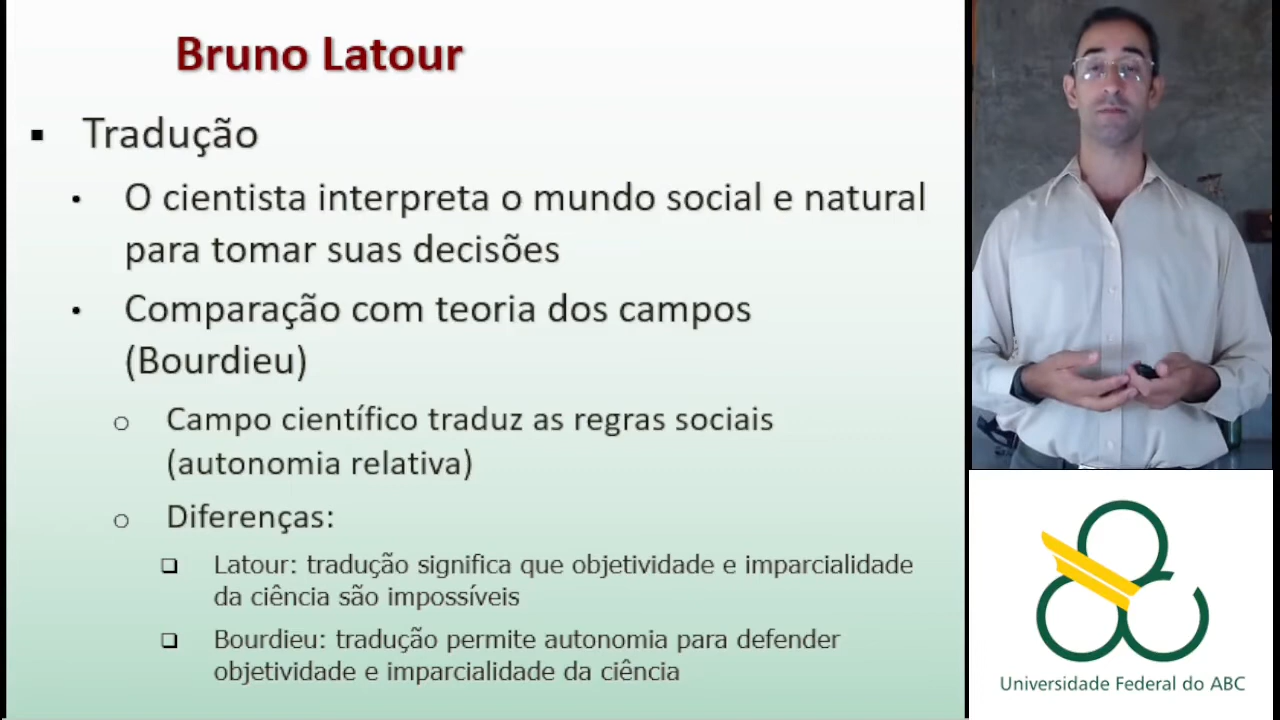 Bruno Latour
▪ Tradução
• O cientista interpreta o mundo social e natural
para tomar suas decisões
• Comparação com teoria dos campos
(Bourdieu)
o Campo científico traduz as regras sociais
(autonomia relativa)
o Diferenças:
❑ Latour: tradução significa que objetividade e imparcialidade
da ciência são impossíveis
❑ Bourdieu: tradução permite autonomia para defender
objetividade e imparcialidade da ciência
Universidade Federal do ABC